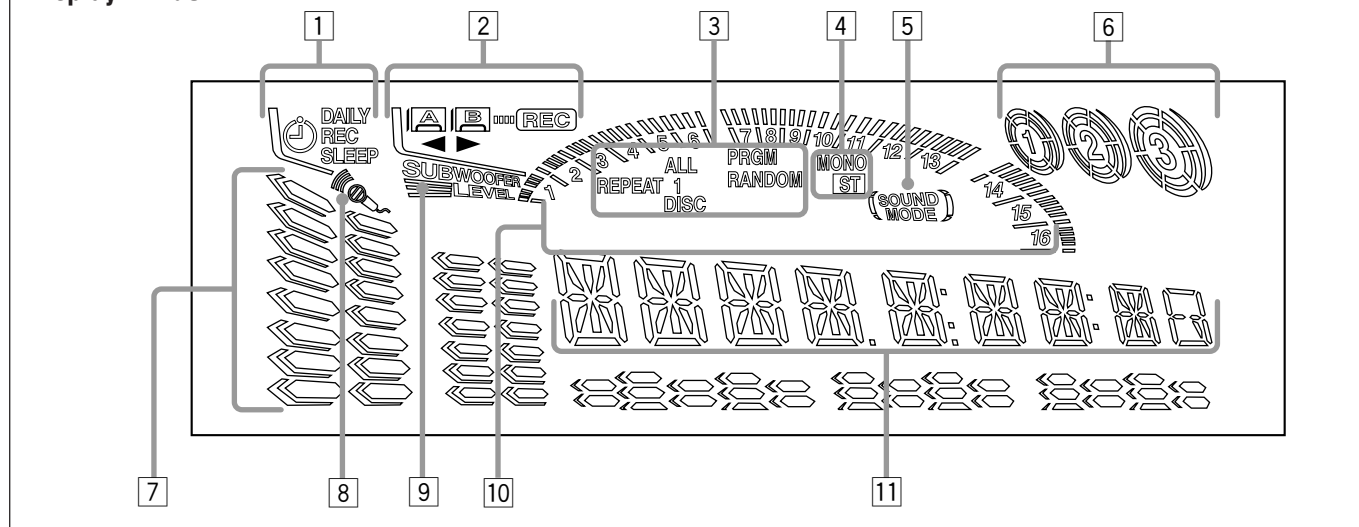 1 2 3 4 5 6
DAILY
REC
SLEEP
A B REC
SUBWOOFER
LEVEL
1 2 3 4 5 6 7 8 9 10 11 12 13 14 15 16
ALL
REPEAT 1
DISC
PRGM
RANDOM
MONO
ST
SOUND
MODE
1 2 3
7 8 9 10 11